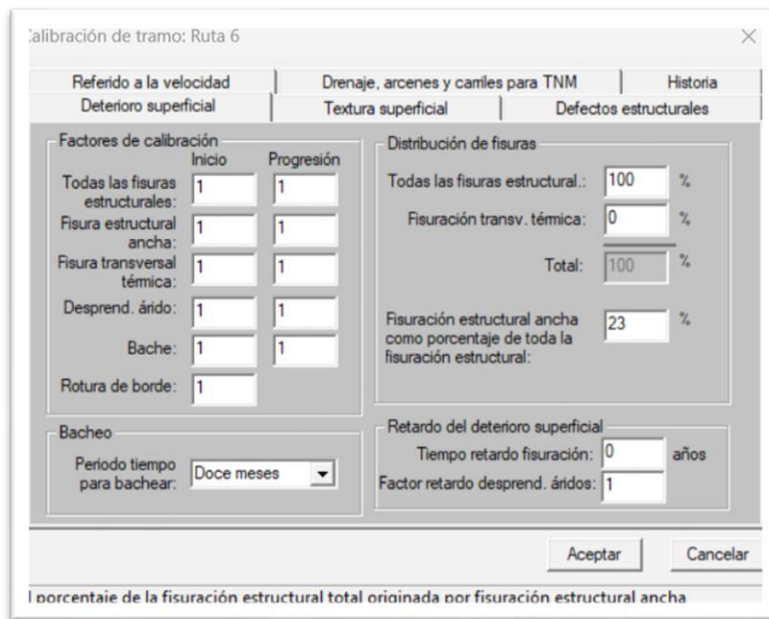 Calibración de tramo: Ruta 6
Referido a la velocidad
Drenaje, arcenes y carriles para TNM
Historia
Deterioro superficial
Textura superficial
Defectos estructurales
Factores de calibración
Inicio Progresión
Todas las fisuras estructurales: 1 1
Fisura estructural ancha: 1 1
Fisura transversal térmica: 1 1
Desprend. árido: 1 1
Bache: 1 1
Rotura de borde: 1
Bacheo
Periodo tiempo para bachear: Doce meses
Distribución de fisuras
Todas las fisuras estructural.: 100 %
Fisuración transv. térmica: 0 %
Total: 100 %
Fisuración estructural ancha
como porcentaje de toda la
fisuración estructural:
23 %
Retardo del deterioro superficial
Tiempo retardo fisuración: 0 años
Factor retardo desprend. áridos: 1
Aceptar
Cancelar
l porcentaje de la fisuración estructural total originada por fisuración estructural ancha